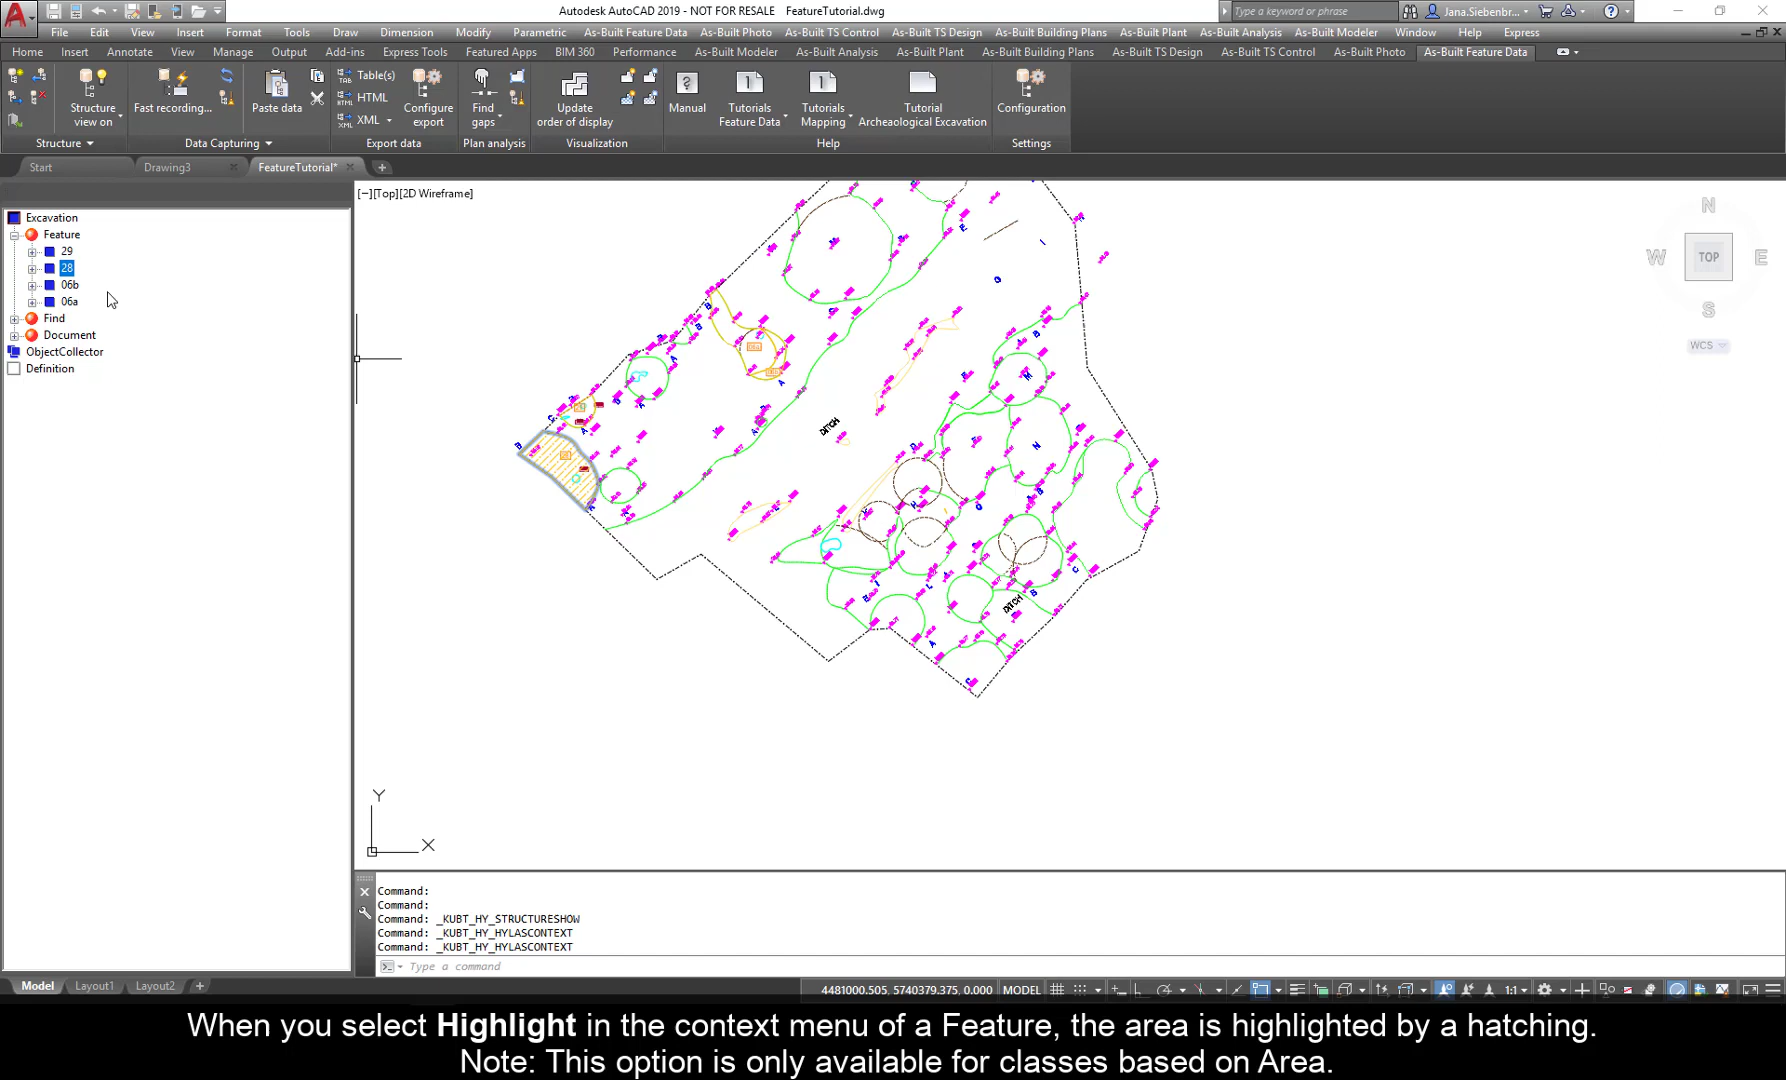 Autodesk AutoCAD 2019 - NOT FOR RESALE FeatureTutorial.dwg
Type a keyword or phrase
Jana.Siebenbr...
File Edit View Insert Format Tools Draw Dimension Modify Parametric As-Built Feature Data As-Built Photo As-Built TS Control As-Built TS Design As-Built Building Plans As-Built Plant As-Built Analysis As-Built Modeler Window Help Express
Home Insert Annotate View Manage Output Add-ins Express Tools Featured Apps BIM 360 Performance As-Built Modeler As-Built Analysis As-Built Plant As-Built Building Plans As-Built TS Design As-Built TS Control As-Built Photo As-Built Feature Data
Structure view on
Fast recording...
Paste data
Table(s)
HTML
XML
Configure export
Find gaps
Update order of display
Manual
Tutorials Feature Data
Tutorials Mapping
Tutorial Archaeological Excavation
Configuration
Structure Data Capturing Export data Plan analysis Visualization Help Settings
Start Drawing3 FeatureTutorial*
[−][Top][2D Wireframe]
Excavation
Feature
29
28
06b
06a
Find
Document
ObjectCollector
Definition
N
W TOP E
S
WCS
DITCH
DITCH
Y
X
Command:
Command:
Command: _KUBT_HY_STRUCTURESHOW
Command: _KUBT_HY_HYLASCONTEXT
Command: _KUBT_HY_HYLASCONTEXT
Type a command
Model Layout1 Layout2 +
4481000.505, 5740379.375, 0.000 MODEL 1:1
When you select Highlight in the context menu of a Feature, the area is highlighted by a hatching.
Note: This option is only available for classes based on Area.